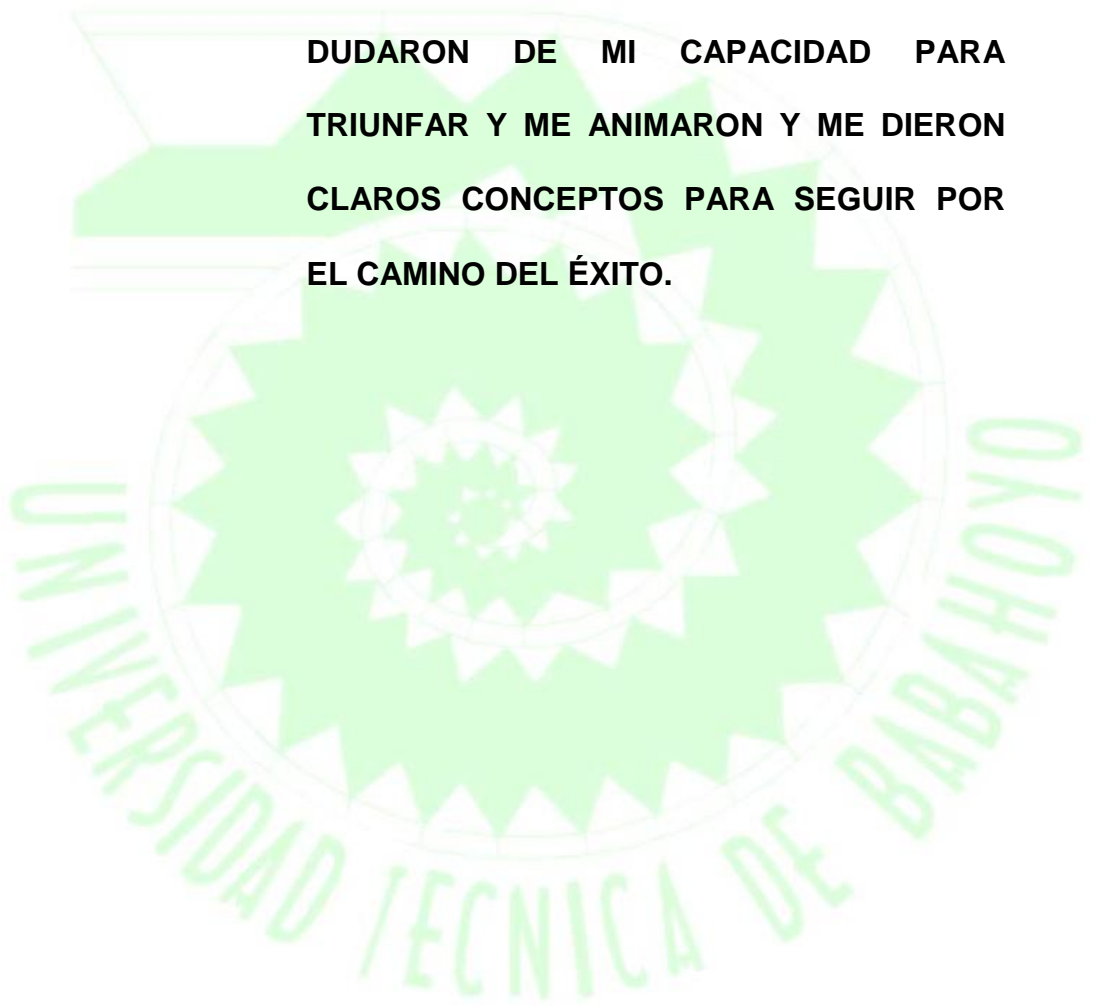 DUDARON DE MI CAPACIDAD PARA
TRIUNFAR Y ME ANIMARON Y ME DIERON
CLAROS CONCEPTOS PARA SEGUIR POR
EL CAMINO DEL ÉXITO.
UNIVERSIDAD TECNICA DE BABAHOYO